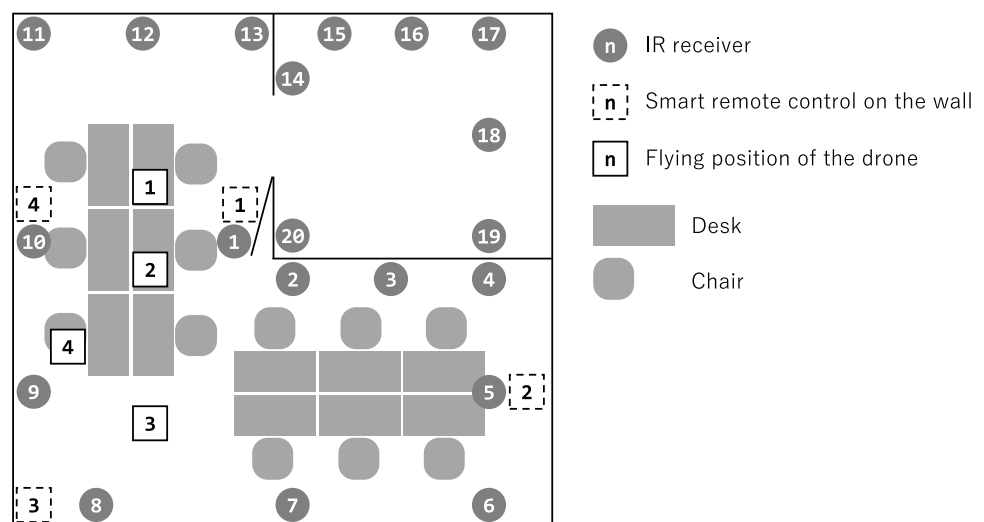 11 12 13 15 16 17
14
18
1
4 1
10 1 20 19
2
2 3 4
4
9 5 2
3
3 8 7 6
n IR receiver
n Smart remote control on the wall
n Flying position of the drone
Desk
Chair